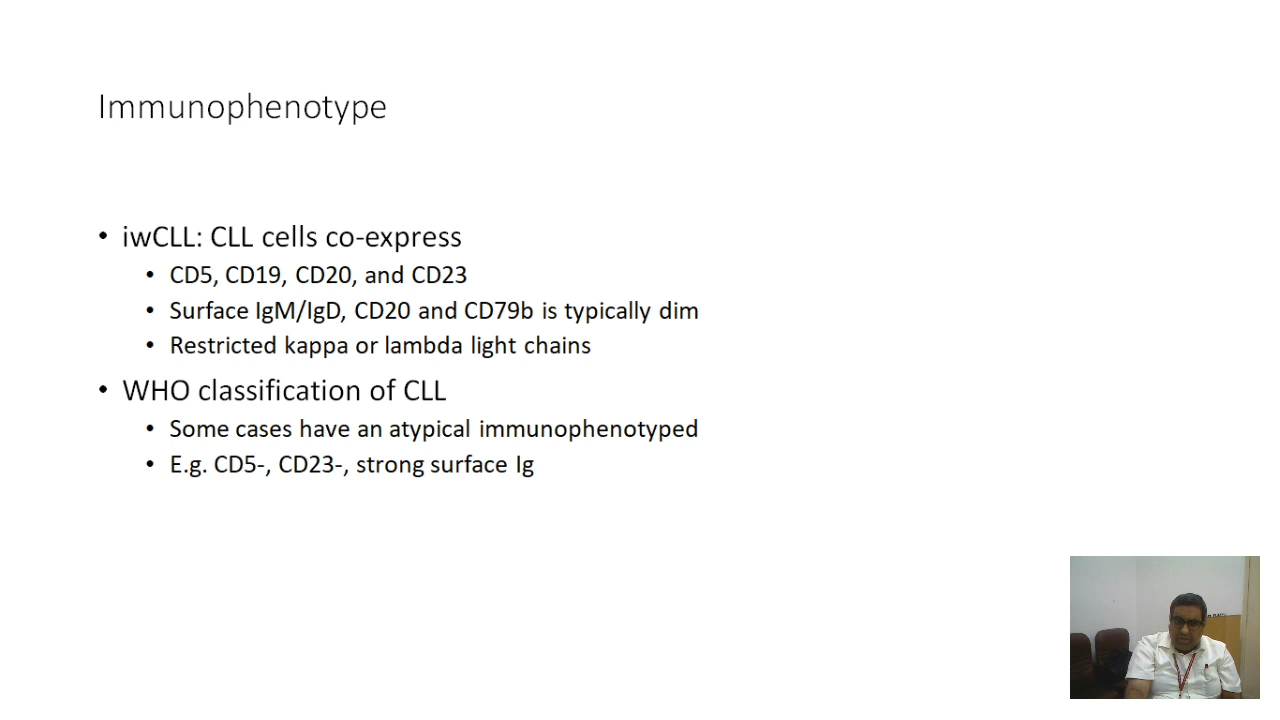 Immunophenotype
• iwCLL: CLL cells co-express
• CD5, CD19, CD20, and CD23
• Surface IgM/IgD, CD20 and CD79b is typically dim
• Restricted kappa or lambda light chains
• WHO classification of CLL
• Some cases have an atypical immunophenotyped
• E.g. CD5-, CD23-, strong surface Ig